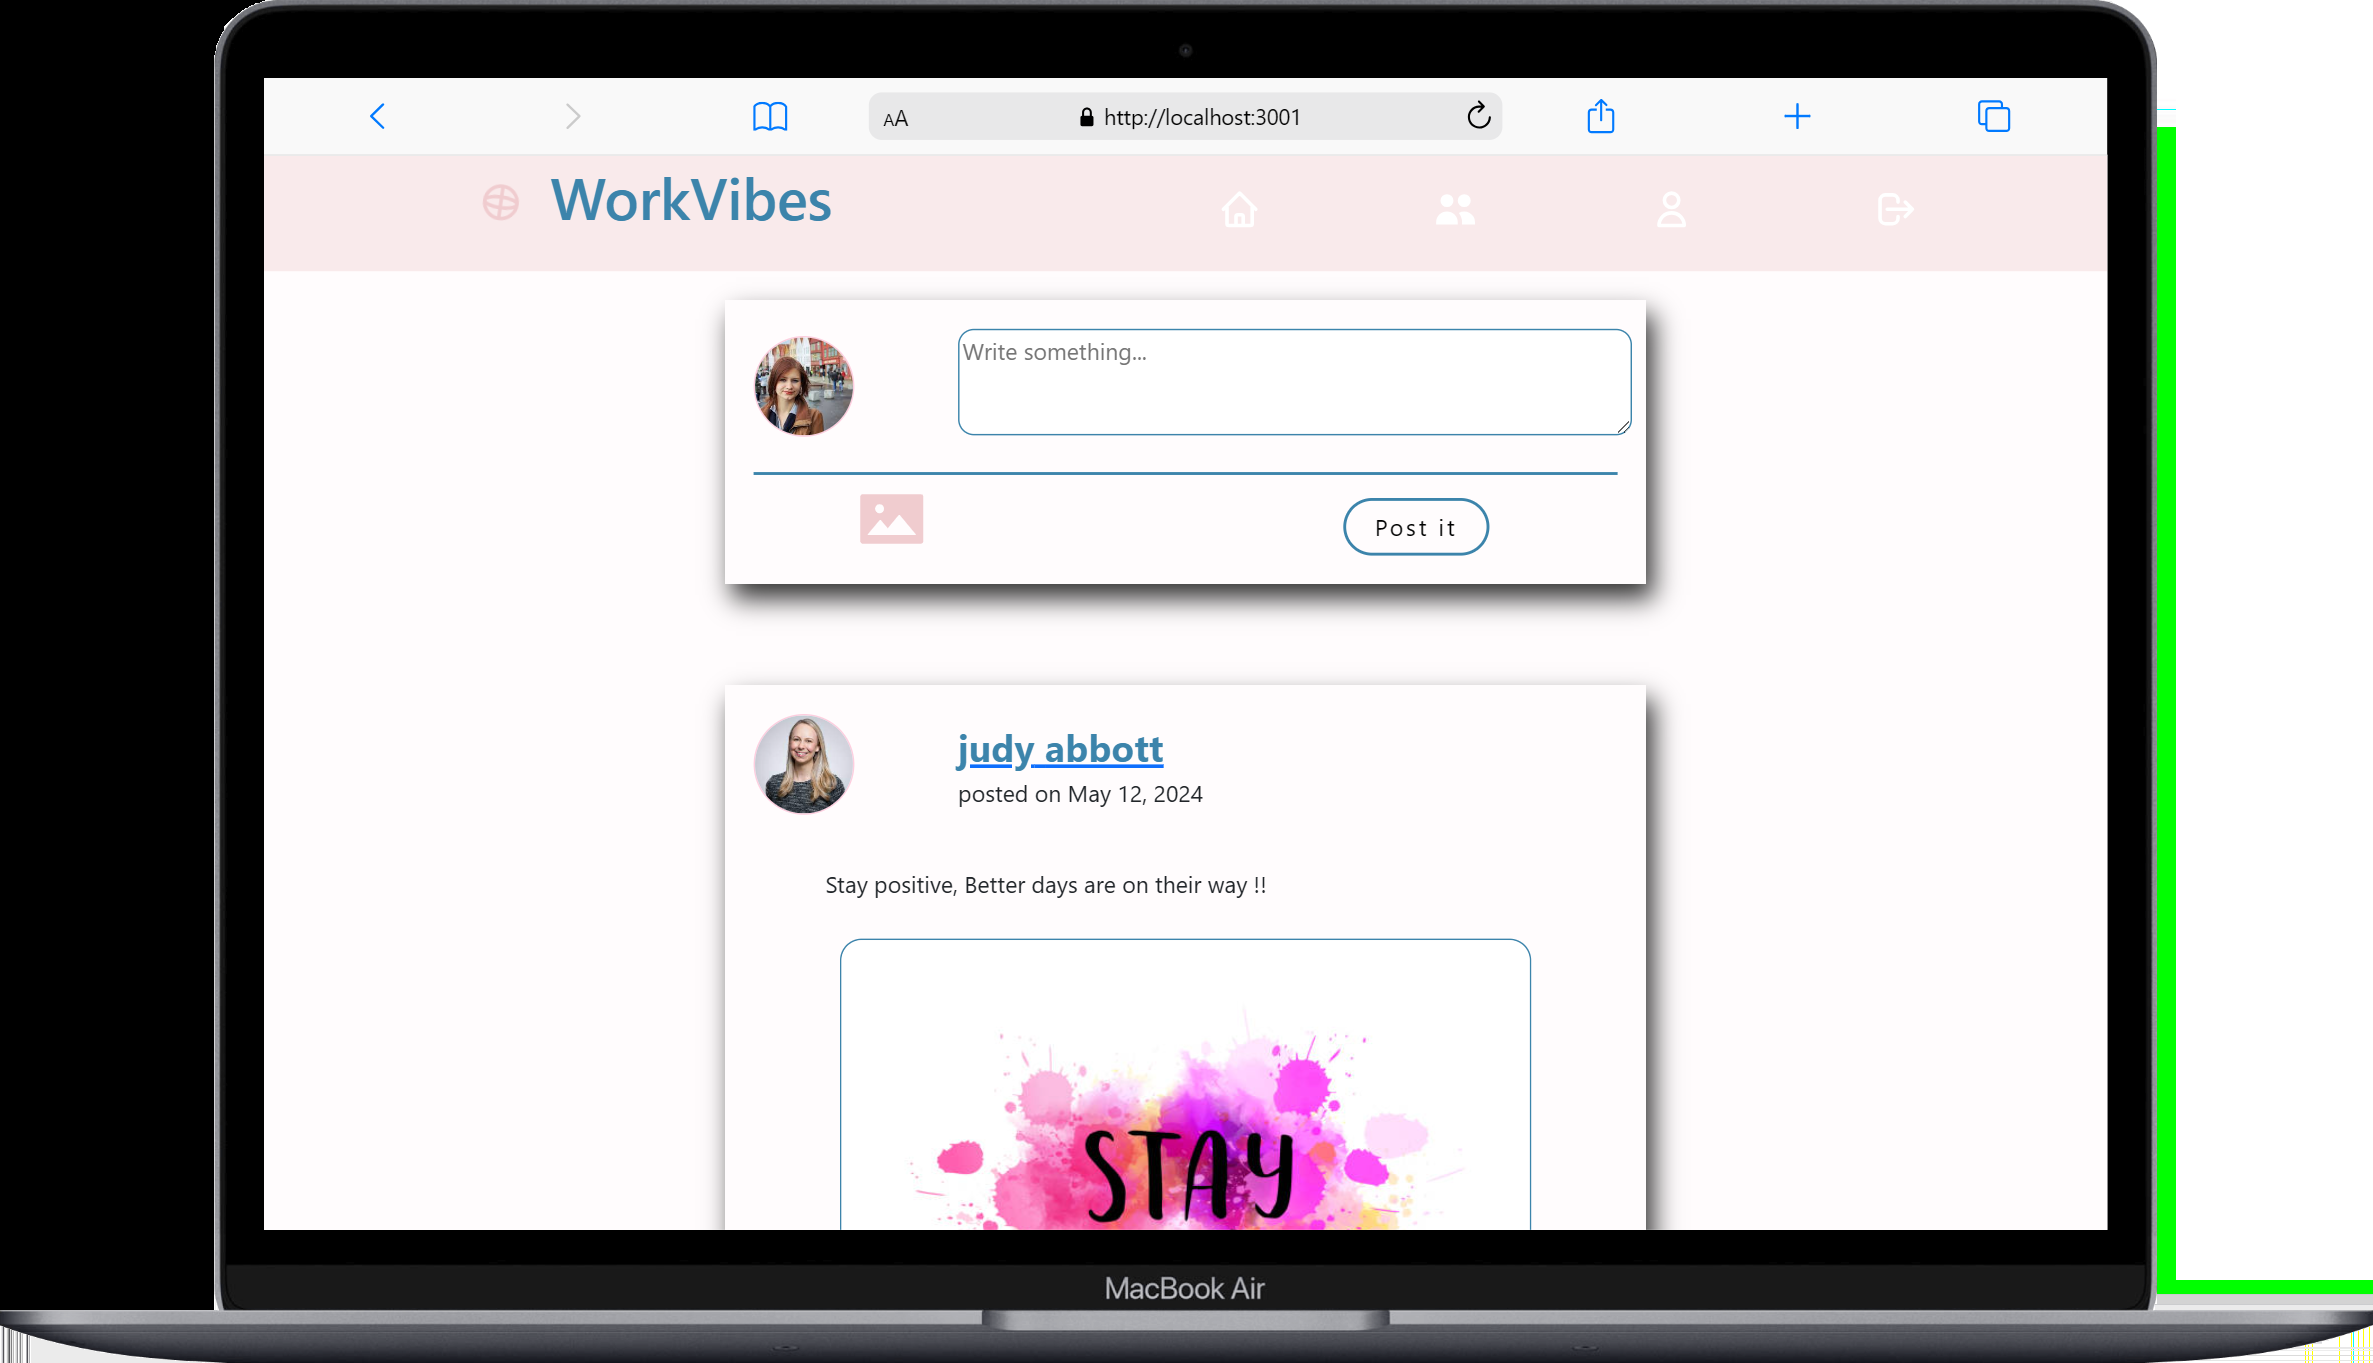 AA
http://localhost:3001
WorkVibes
Write something...
Post it
judy abbott
posted on May 12, 2024
Stay positive, Better days are on their way !!
STAY
MacBook Air